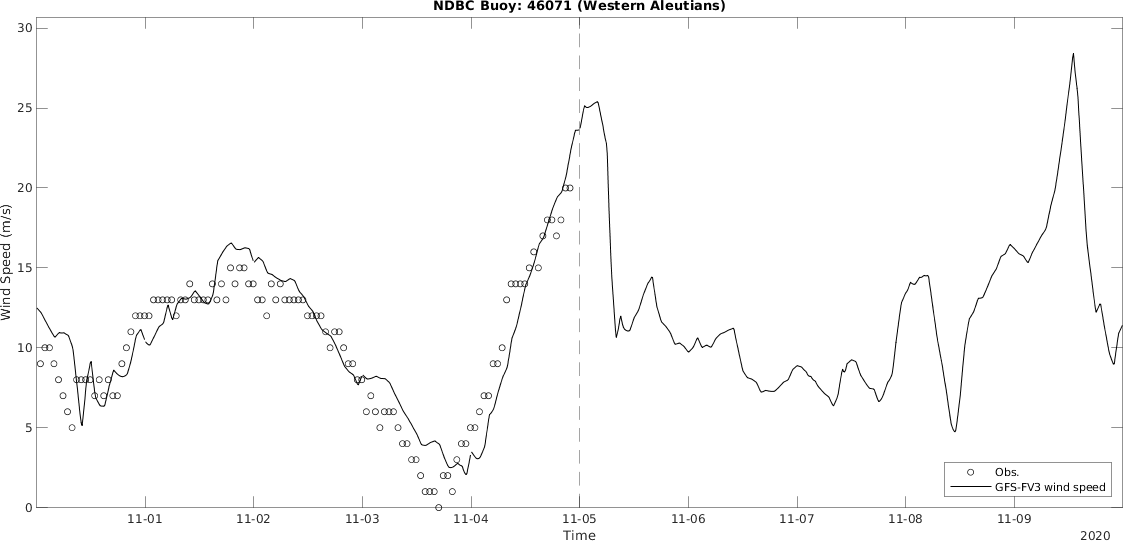 NDBC Buoy: 46071 (Western Aleutians)
Wind Speed (m/s)
30
25
20
15
10
5
0
11-01 11-02 11-03 11-04 11-05 11-06 11-07 11-08 11-09
Time
2020
Obs.
GFS-FV3 wind speed